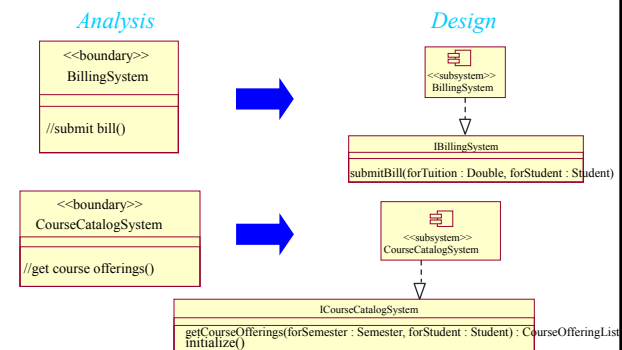 Analysis
Design
<<boundary>>
BillingSystem
//submit bill()
<<subsystem>>
BillingSystem
IBillingSystem
submitBill(forTuition : Double, forStudent : Student)
<<boundary>>
CourseCatalogSystem
//get course offerings()
<<subsystem>>
CourseCatalogSystem
ICourseCatalogSystem
getCourseOfferings(forSemester : Semester, forStudent : Student) : CourseOfferingList
initialize()